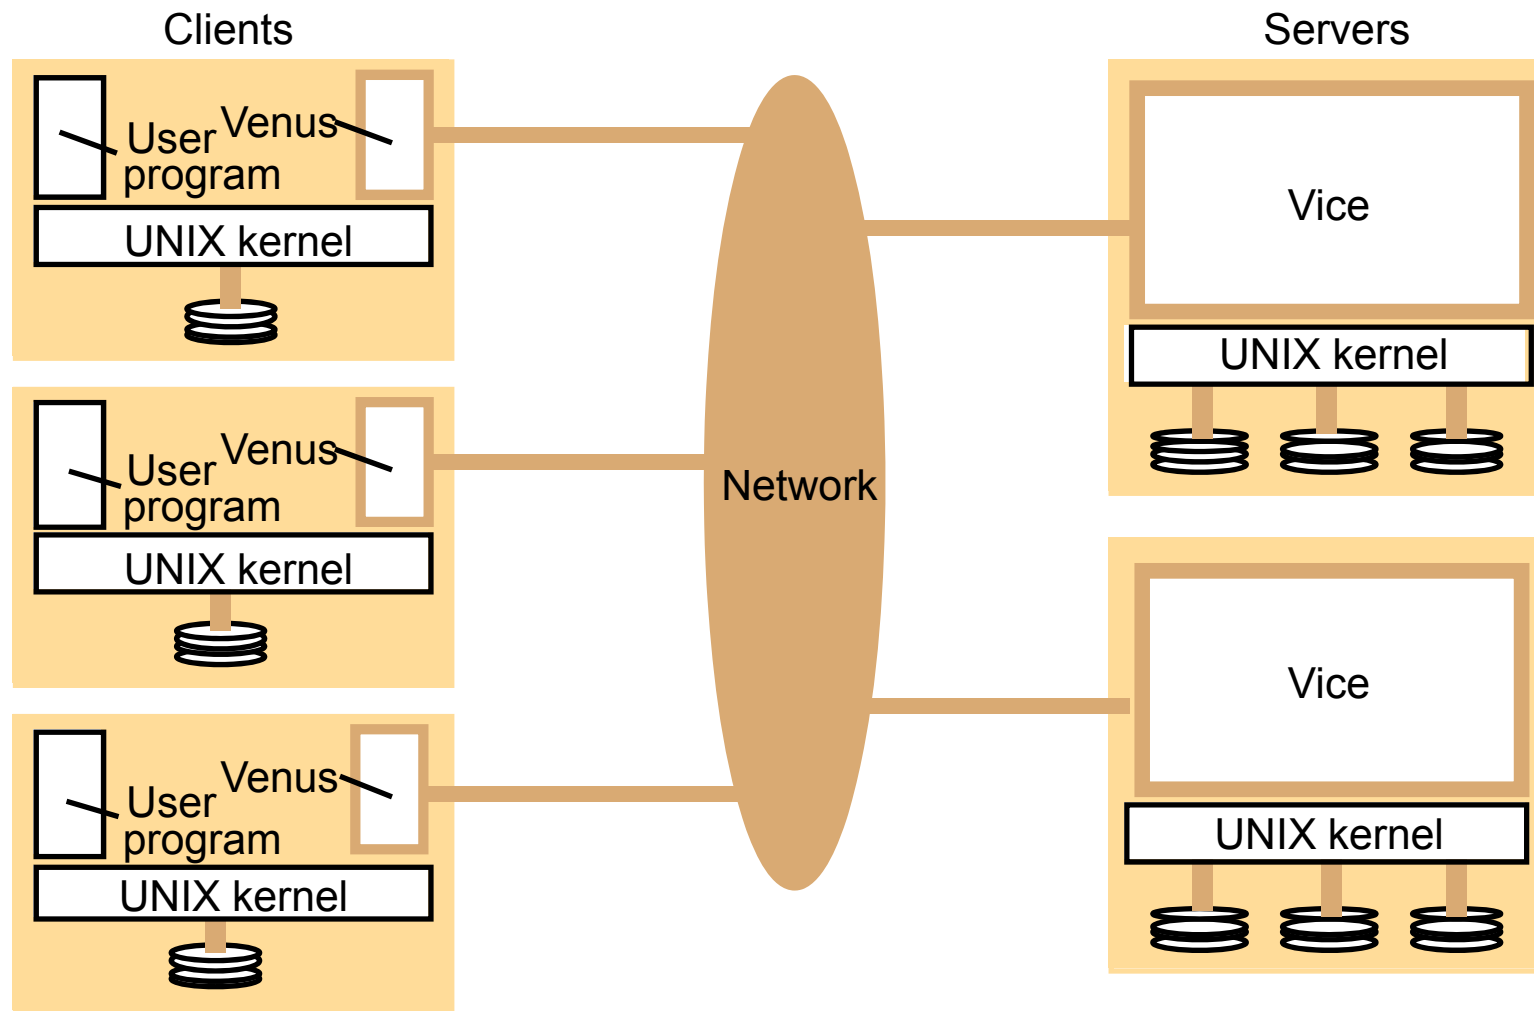 Clients
Servers
User
program
Venus
UNIX kernel
User
program
Venus
UNIX kernel
User
program
Venus
UNIX kernel
Network
Vice
UNIX kernel
Vice
UNIX kernel